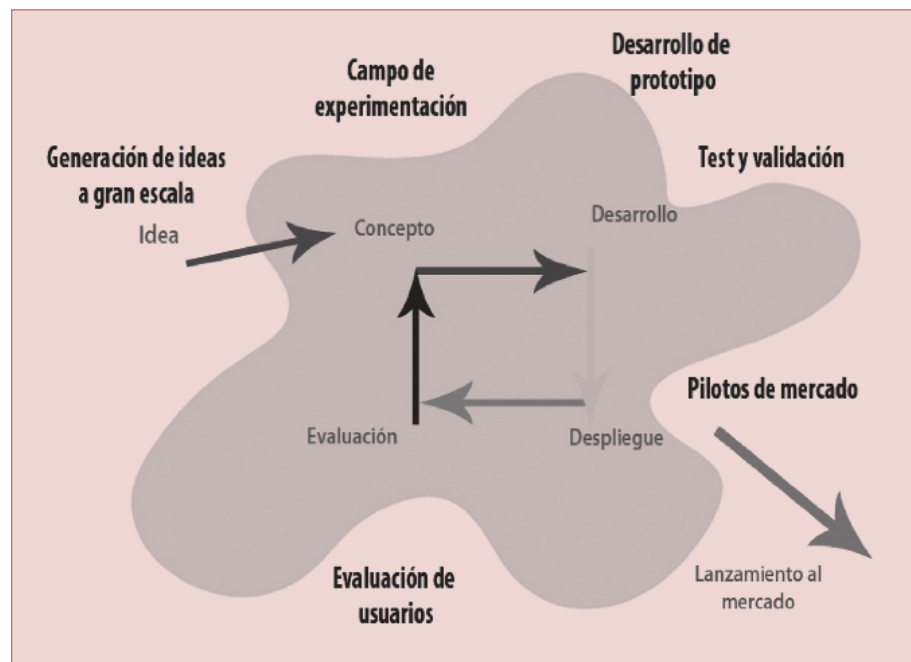 Desarrollo de
prototipo
Campo de
experimentación
Generación de ideas
a gran escala
Test y validación
Idea
Concepto
Desarrollo
Pilotos de mercado
Evaluación
Despliegue
Evaluación de
usuarios
Lanzamiento al
mercado